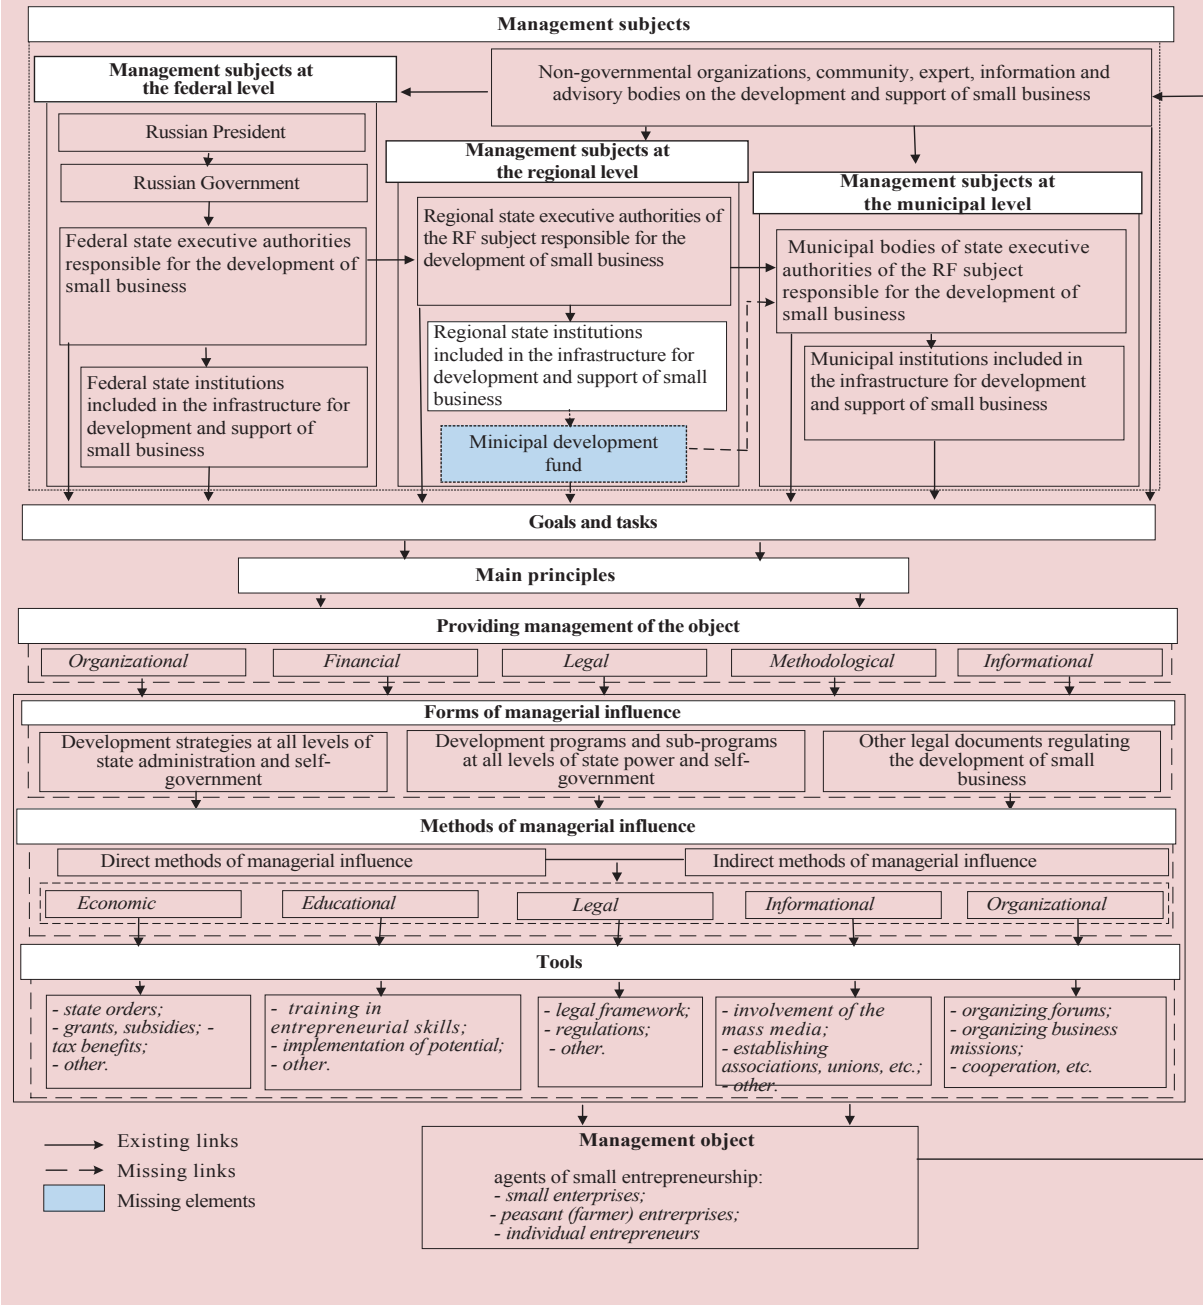 Management subjects
Management subjects at
the federal level
Non-governmental organizations, community, expert, information and
advisory bodies on the development and support of small business
Russian President
Russian Government
Federal state executive authorities
responsible for the development of
small business
Federal state institutions
included in the infrastructure for
development and support of
small business
Management subjects at
the regional level
Regional state executive authorities of
the RF subject responsible for the
development of small business
Regional state institutions
included in the infrastructure for
development and support of small
business
Minicipal development
fund
Management subjects at
the municipal level
Municipal bodies of state executive
authorities of the RF subject
responsible for the development of
small business
Municipal institutions included in
the infrastructure for development
and support of small business
Goals and tasks
Main principles
Providing management of the object
Organizational
Financial
Legal
Methodological
Informational
Forms of managerial influence
Development strategies at all levels of
state administration and self-
government
Development programs and sub-programs
at all levels of state power and self-
government
Other legal documents regulating
the development of small
business
Methods of managerial influence
Direct methods of managerial influence
Indirect methods of managerial influence
Economic
Educational
Legal
Informational
Organizational
Tools
- state orders;
- grants, subsidies; -
tax benefits;
- other.
- training in
entrepreneurial skills;
- implementation of potential;
- other.
- legal framework;
- regulations;
- other.
- involvement of the
mass media;
- establishing
associations, unions, etc.;
- other.
- organizing forums;
- organizing business
missions;
- cooperation, etc.
Existing links
Missing links
Missing elements
Management object
agents of small entrepreneurship:
- small enterprises;
- peasant (farmer) entrerprises;
- individual entrepreneurs